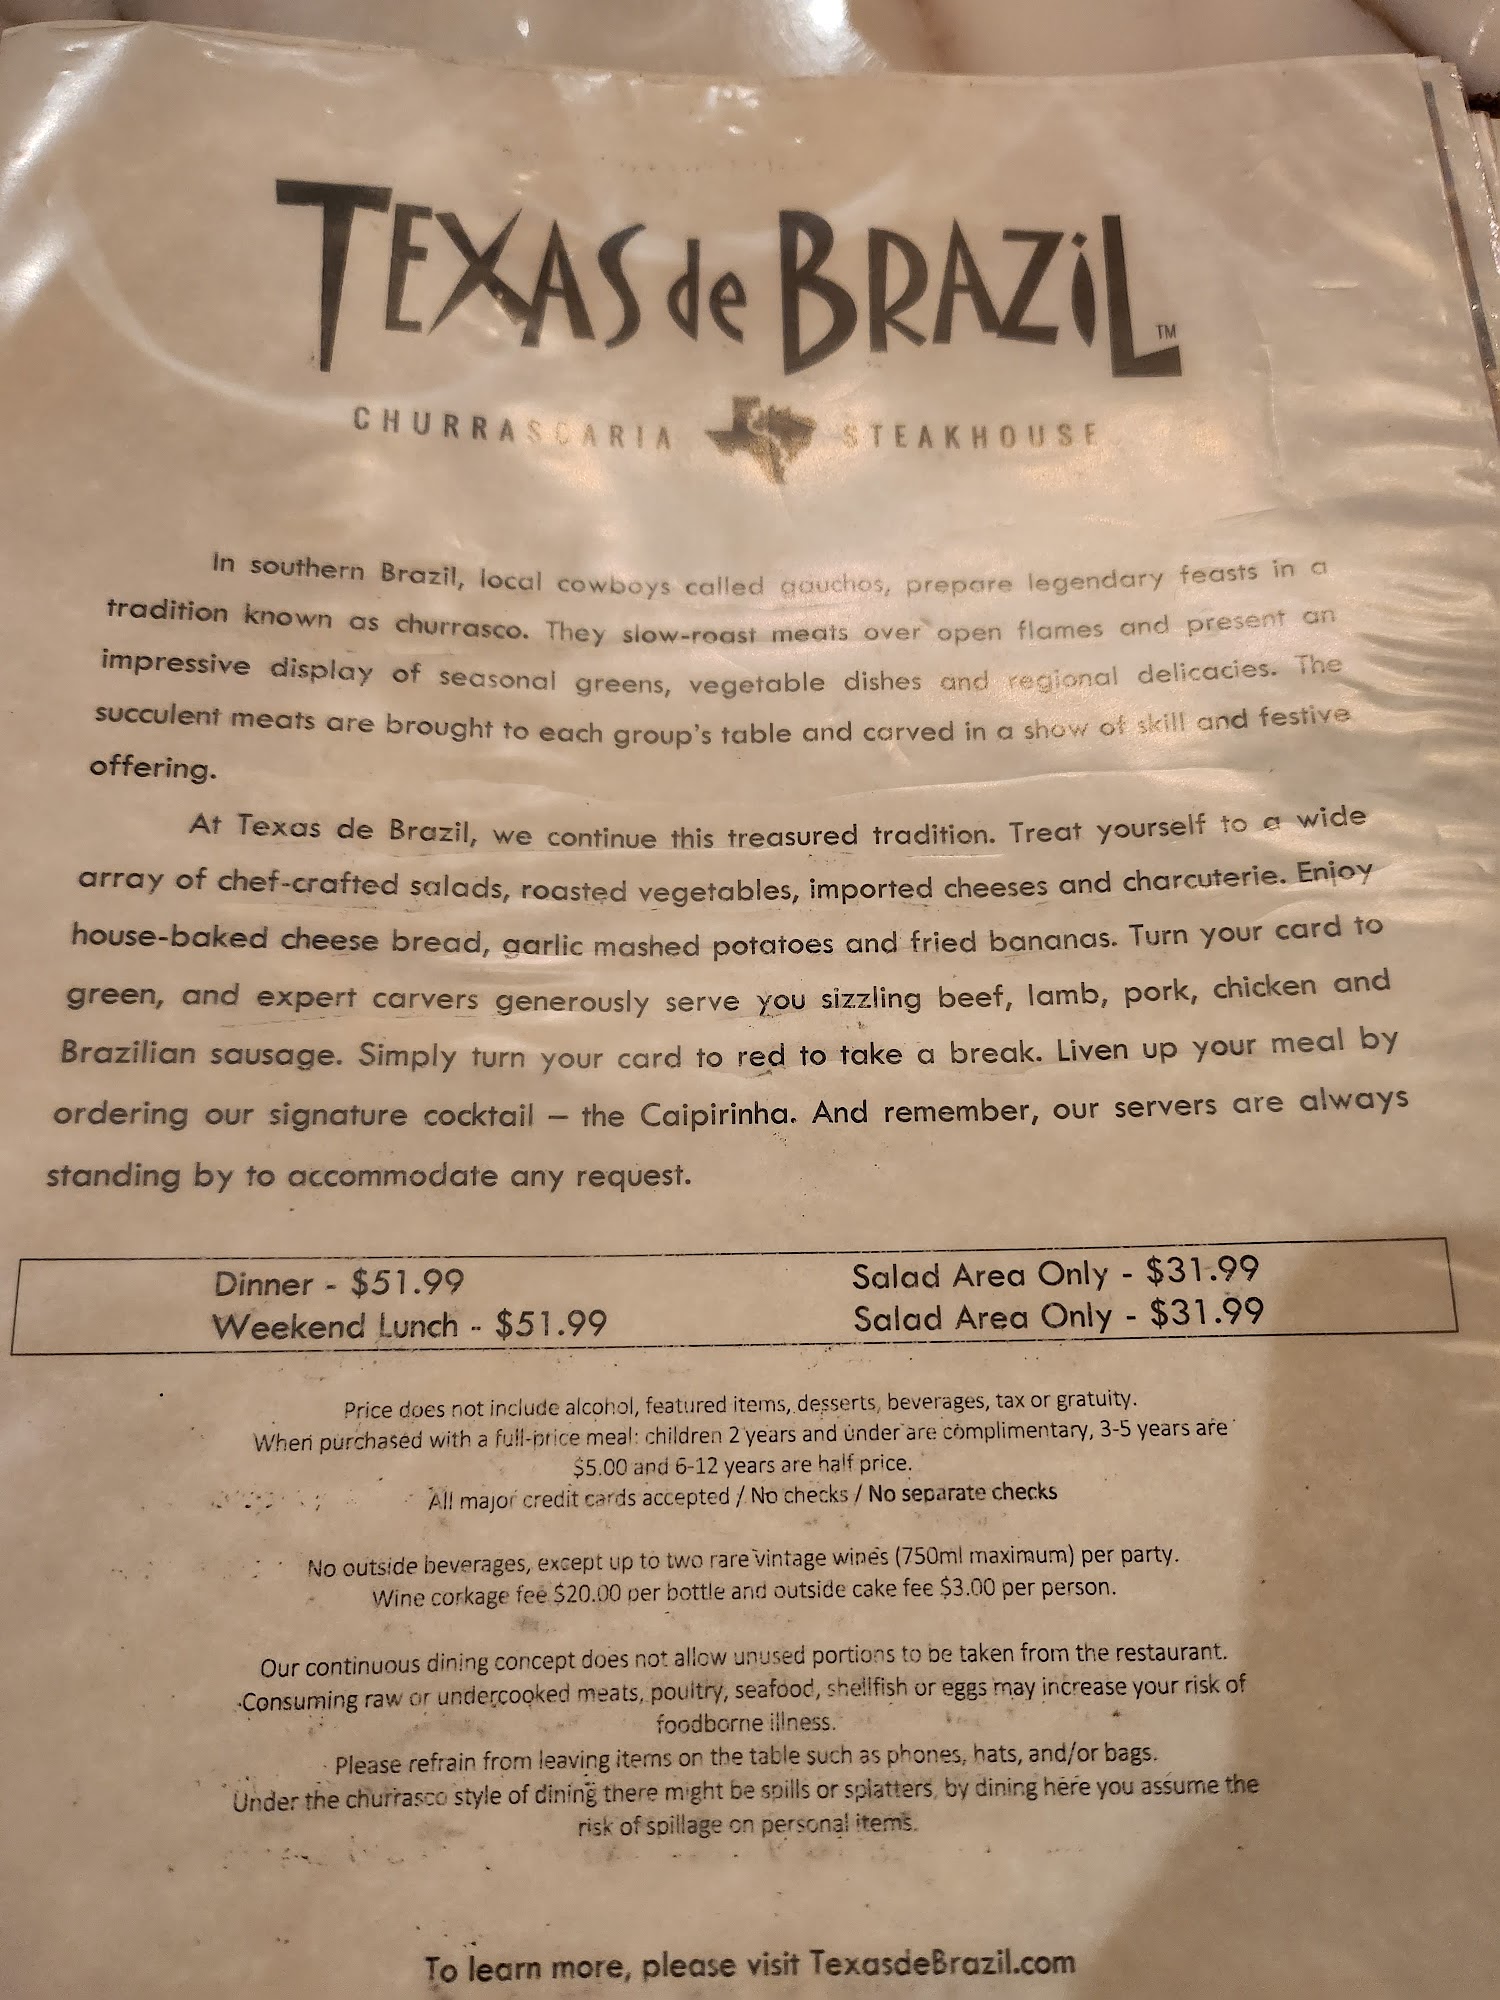 TEXAS de BRAZiL™
CHURRASCARIA STEAKHOUSE
In southern Brazil, local cowboys called gauchos, prepare legendary feasts in a
tradition known as churrasco. They slow-roast meats over open flames and present an
impressive display of seasonal greens, vegetable dishes and regional delicacies. The
succulent meats are brought to each group's table and carved in a show of skill and festive
offering.
At Texas de Brazil, we continue this treasured tradition. Treat yourself to a wide
array of chef-crafted salads, roasted vegetables, imported cheeses and charcuterie. Enjoy
house-baked cheese bread, garlic mashed potatoes and fried bananas. Turn your card to
green, and expert carvers generously serve you sizzling beef, lamb, pork, chicken and
Brazilian sausage. Simply turn your card to red to take a break. Liven up your meal by
ordering our signature cocktail – the Caipirinha. And remember, our servers are always
standing by to accommodate any request.
Dinner - $51.99 Salad Area Only - $31.99
Weekend Lunch - $51.99 Salad Area Only - $31.99
Price does not include alcohol, featured items, desserts, beverages, tax or gratuity.
When purchased with a full-price meal: children 2 years and under are complimentary, 3-5 years are
$5.00 and 6-12 years are half price.
All major credit cards accepted / No checks / No separate checks
No outside beverages, except up to two rare vintage wines (750ml maximum) per party.
Wine corkage fee $20.00 per bottle and outside cake fee $3.00 per person.
Our continuous dining concept does not allow unused portions to be taken from the restaurant.
Consuming raw or undercooked meats, poultry, seafood, shellfish or eggs may increase your risk of
foodborne illness.
Please refrain from leaving items on the table such as phones, hats, and/or bags.
Under the churrasco style of dining there might be spills or splatters, by dining here you assume the
risk of spillage on personal items.
To learn more, please visit TexasdeBrazil.com